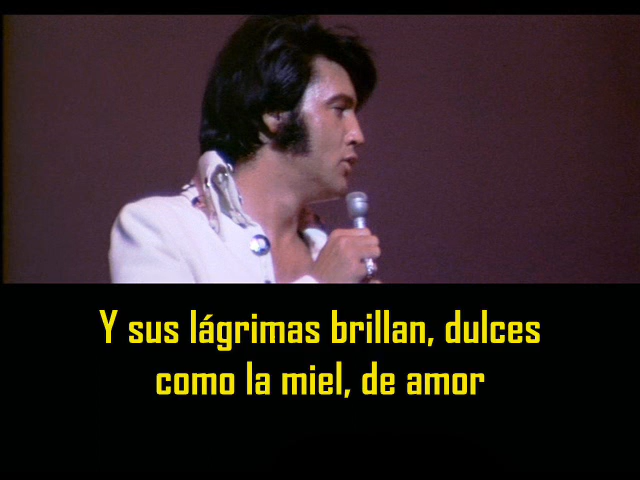 Y sus lágrimas brillan, dulces
como la miel, de amor